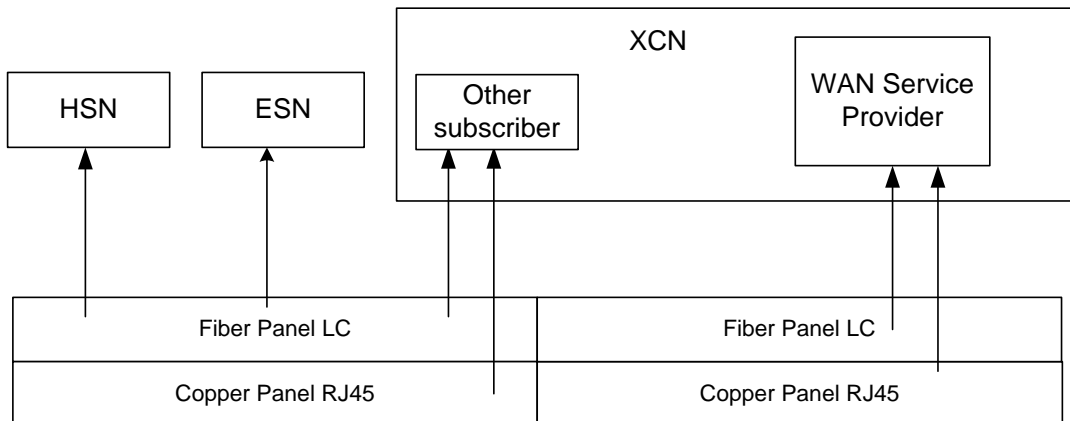 XCN
HSN
ESN
Other
subscriber
WAN Service
Provider
Fiber Panel LC
Fiber Panel LC
Copper Panel RJ45
Copper Panel RJ45